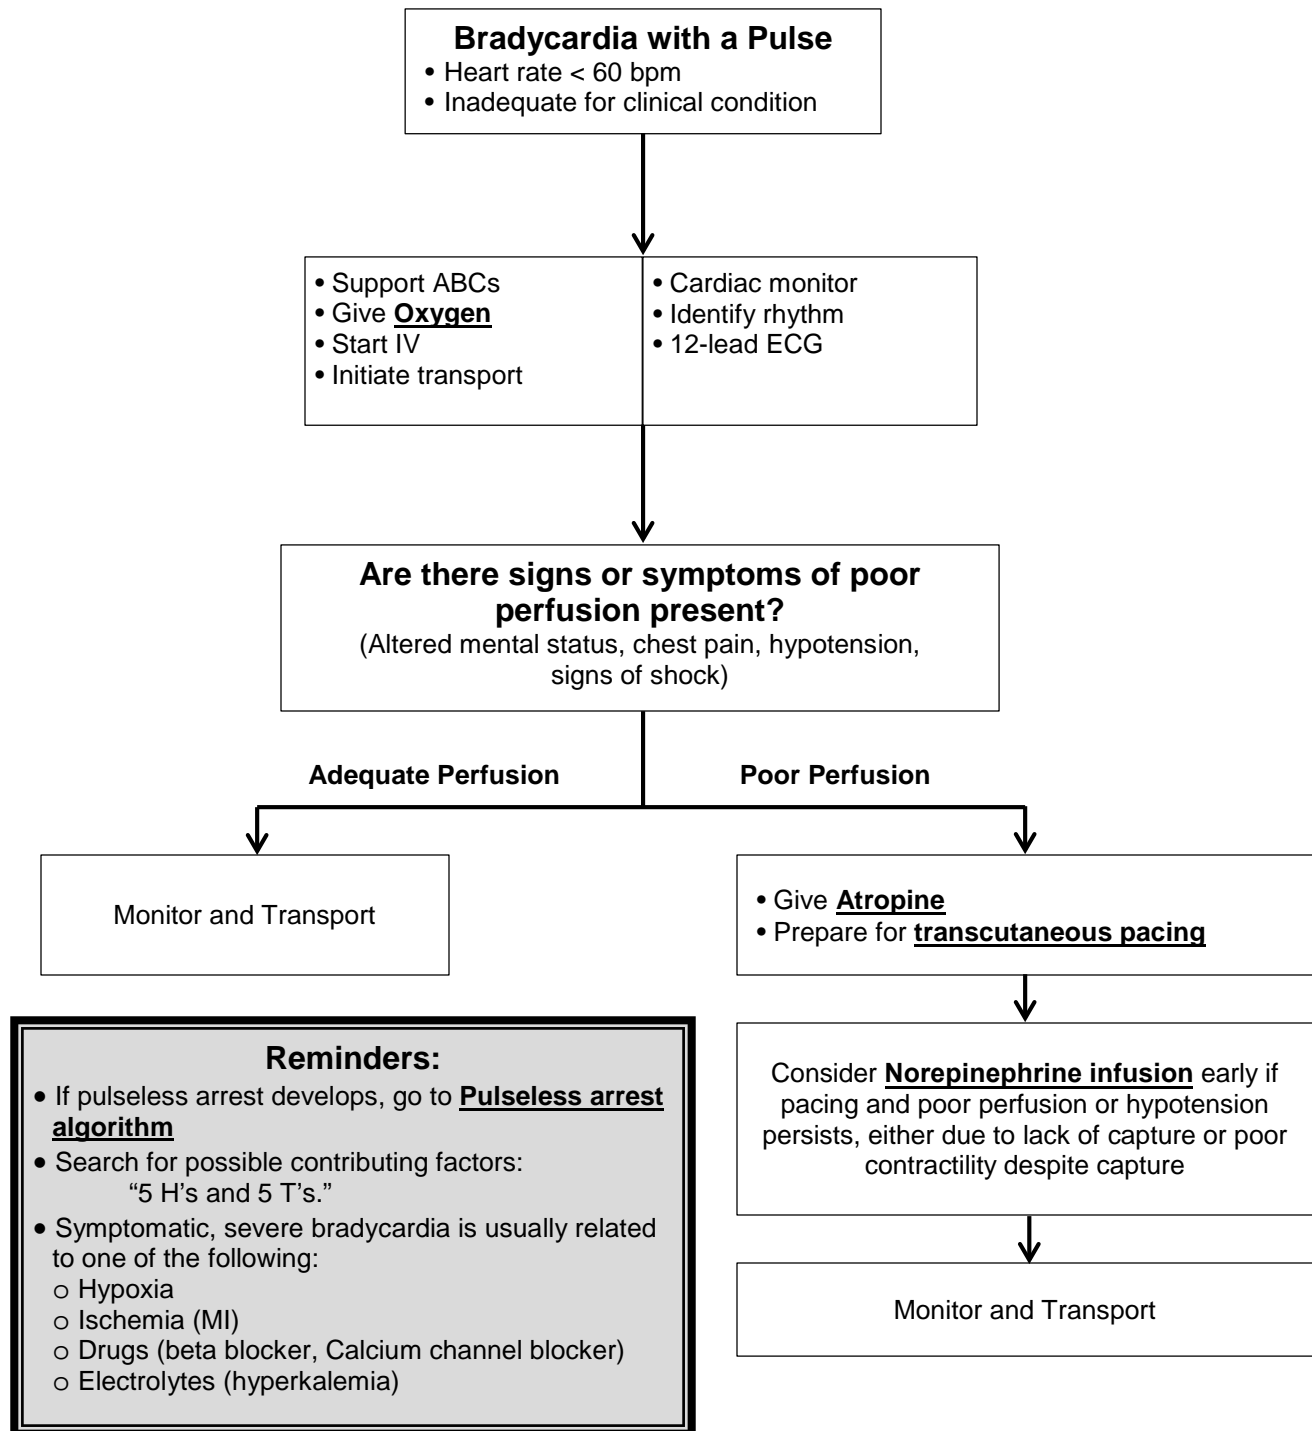 Bradycardia with a Pulse
• Heart rate < 60 bpm
• Inadequate for clinical condition
• Support ABCs
• Give Oxygen
• Start IV
• Initiate transport
• Cardiac monitor
• Identify rhythm
• 12-lead ECG
Are there signs or symptoms of poor
perfusion present?
(Altered mental status, chest pain, hypotension,
signs of shock)
Adequate Perfusion
Poor Perfusion
Monitor and Transport
• Give Atropine
• Prepare for transcutaneous pacing
Consider Norepinephrine infusion early if
pacing and poor perfusion or hypotension
persists, either due to lack of capture or poor
contractility despite capture
Monitor and Transport
Reminders:
• If pulseless arrest develops, go to Pulseless arrest
algorithm
• Search for possible contributing factors:
“5 H’s and 5 T’s.”
• Symptomatic, severe bradycardia is usually related
to one of the following:
o Hypoxia
o Ischemia (MI)
o Drugs (beta blocker, Calcium channel blocker)
o Electrolytes (hyperkalemia)